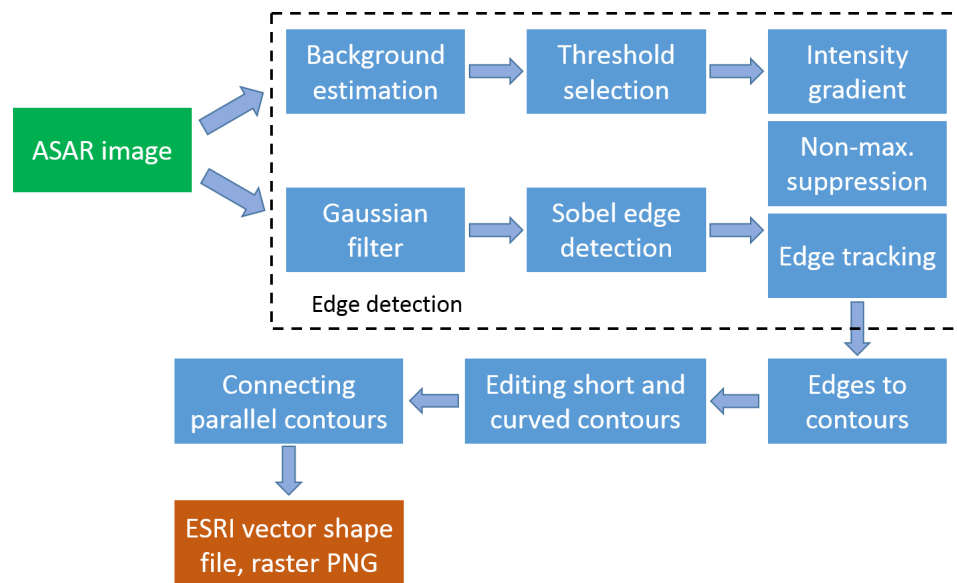 ASAR image
Background
estimation
Threshold
selection
Intensity
gradient
Non-max.
suppression
Gaussian
filter
Sobel edge
detection
Edge tracking
Edge detection
Edges to
contours
Editing short and
curved contours
Connecting
parallel contours
ESRI vector shape
file, raster PNG